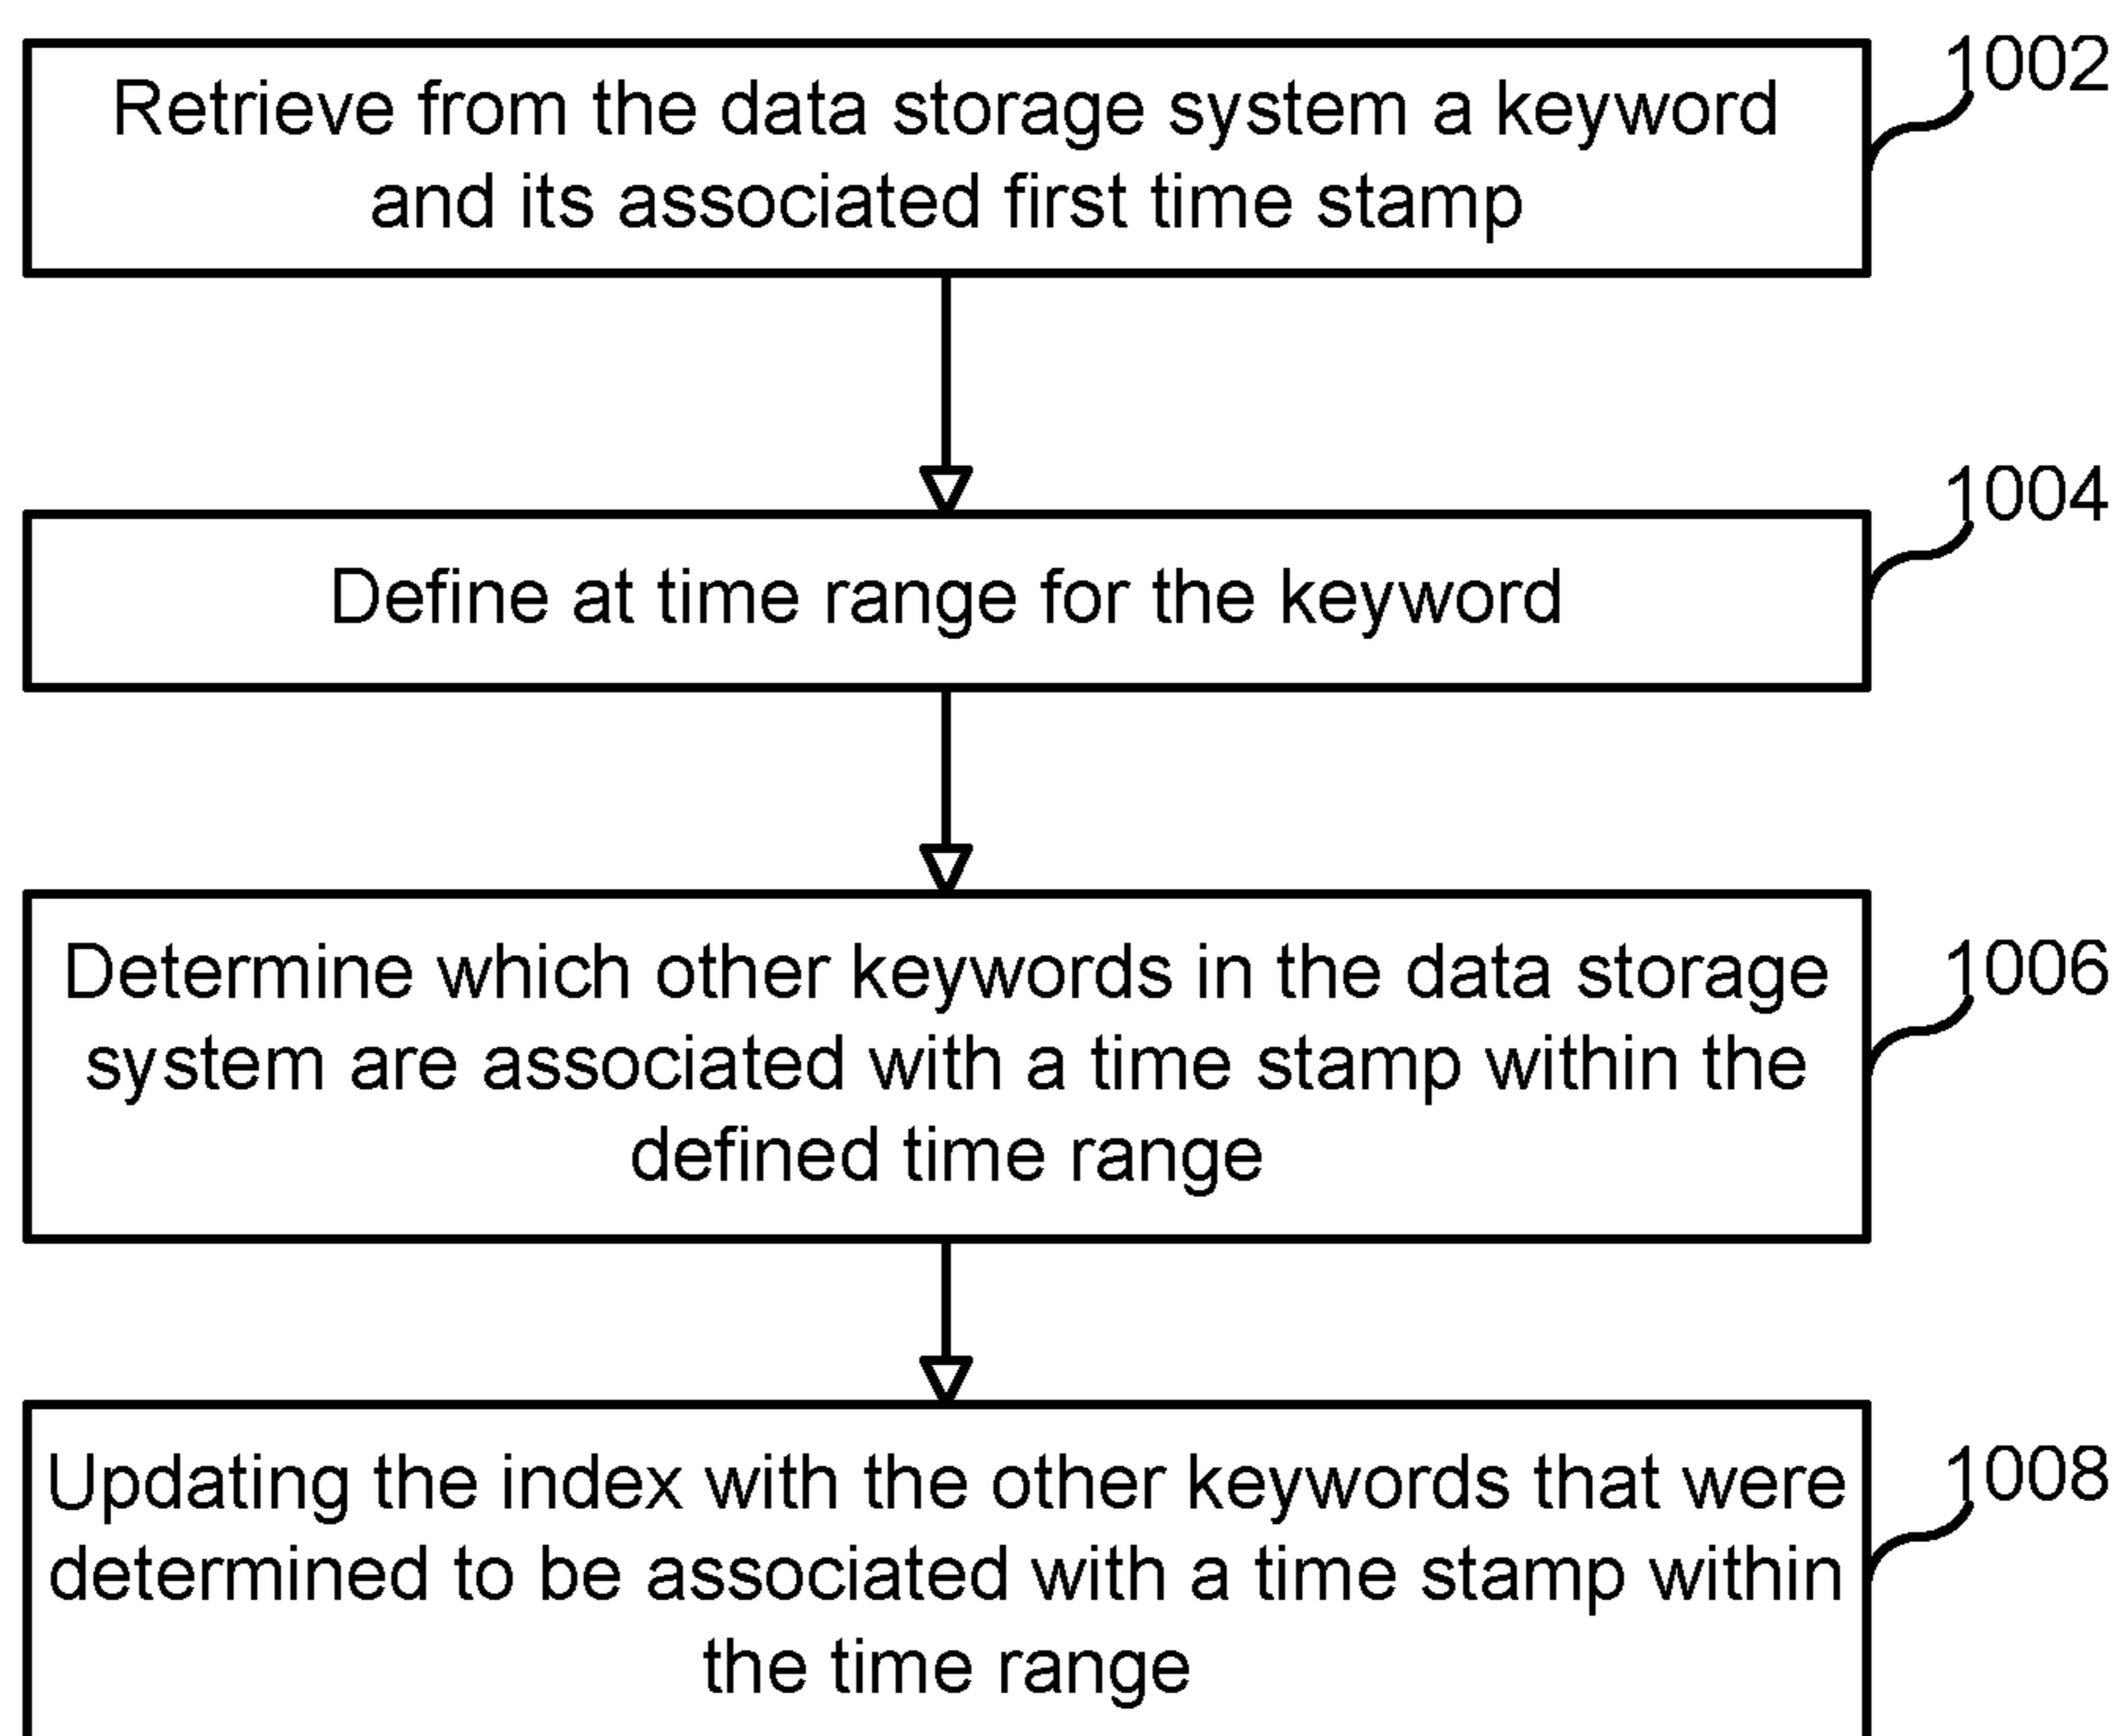 Retrieve from the data storage system a keyword
and its associated first time stamp
1002
Define at time range for the keyword
1004
Determine which other keywords in the data storage
system are associated with a time stamp within the
defined time range
1006
Updating the index with the other keywords that were
determined to be associated with a time stamp within
the time range
1008